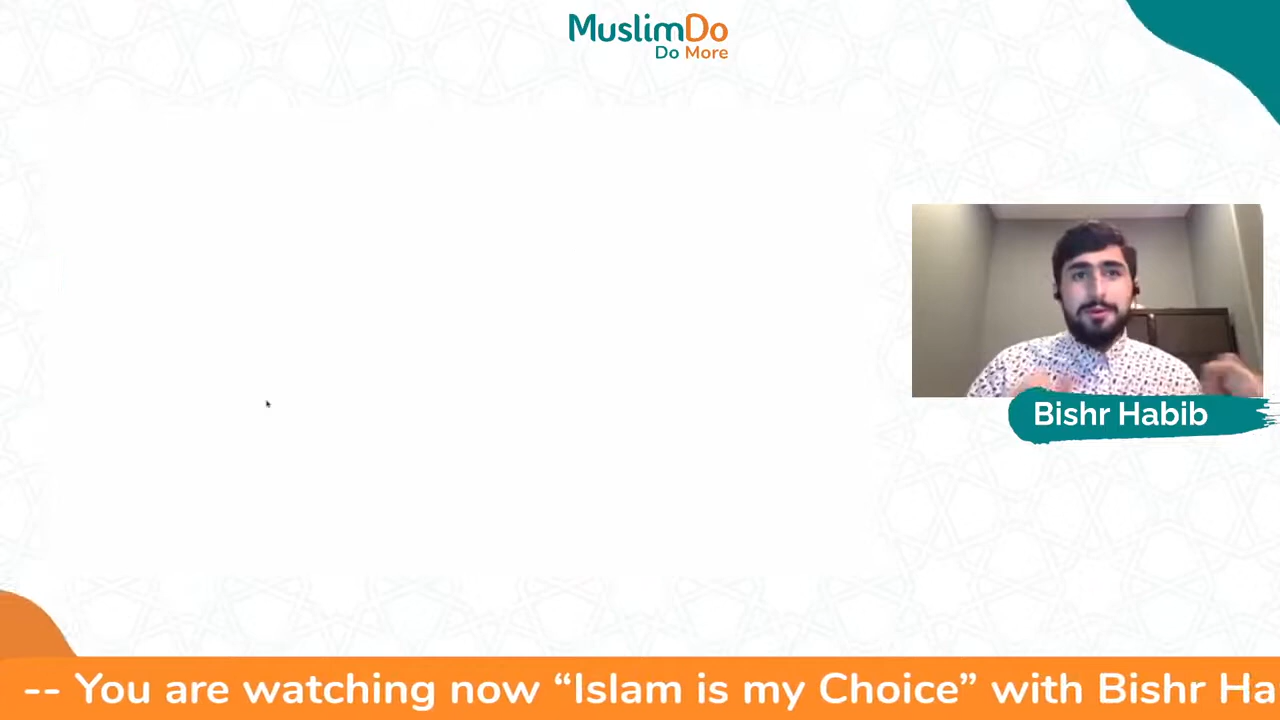 MuslimDo
Do More
Bishr Habib
-- You are watching now “Islam is my Choice” with Bishr Ha